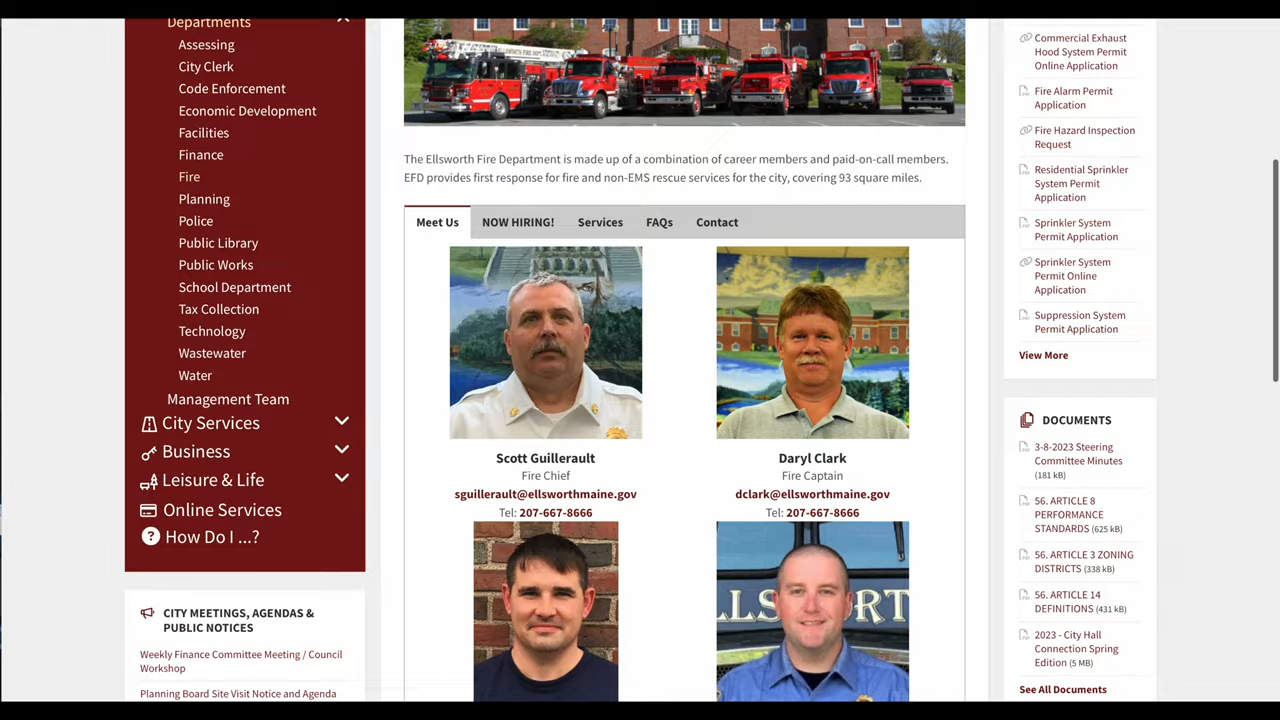 Departments
Assessing
City Clerk
Code Enforcement
Economic Development
Facilities
Finance
Fire
Planning
Police
Public Library
Public Works
School Department
Tax Collection
Technology
Wastewater
Water
Management Team
City Services
Business
Leisure & Life
Online Services
How Do I ...?
CITY MEETINGS, AGENDAS &
PUBLIC NOTICES
Weekly Finance Committee Meeting / Council
Workshop
Planning Board Site Visit Notice and Agenda
The Ellsworth Fire Department is made up of a combination of career members and paid-on-call members.
EFD provides first response for fire and non-EMS rescue services for the city, covering 93 square miles.
Meet Us NOW HIRING! Services FAQs Contact
Scott Guillerault
Fire Chief
sguillerault@ellsworthmaine.gov
Tel: 207-667-8666
Daryl Clark
Fire Captain
dclark@ellsworthmaine.gov
Tel: 207-667-8666
LLSWORT
Commercial Exhaust
Hood System Permit
Online Application
Fire Alarm Permit
Application
Fire Hazard Inspection
Request
Residential Sprinkler
System Permit
Application
Sprinkler System
Permit Application
Sprinkler System
Permit Online
Application
Suppression System
Permit Application
View More
DOCUMENTS
3-8-2023 Steering
Committee Minutes
(181 kB)
56. ARTICLE 8
PERFORMANCE
STANDARDS (625 kB)
56. ARTICLE 3 ZONING
DISTRICTS (338 kB)
56. ARTICLE 14
DEFINITIONS (431 kB)
2023 - City Hall
Connection Spring
Edition (5 MB)
See All Documents